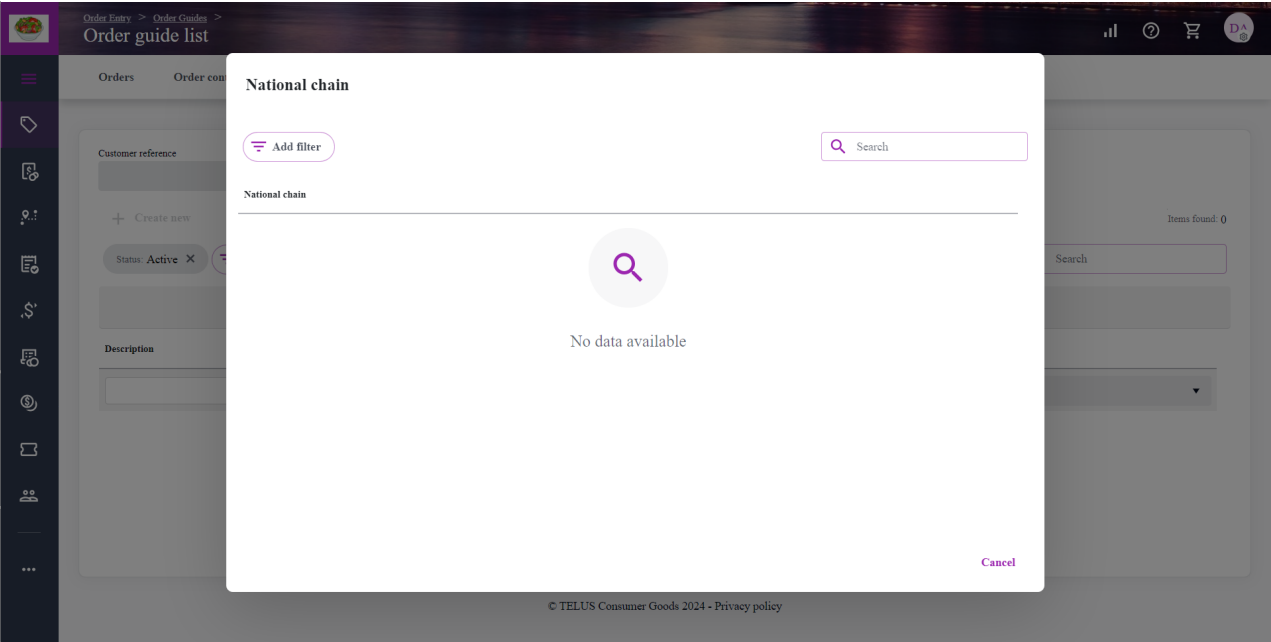 Order Entry > Order Guides >
Order guide list
DA
Orders Order con
National chain
Customer reference
Add filter
Search
National chain
Create new
Items found: 0
Status: Active
Search
No data available
Description
Cancel
© TELUS Consumer Goods 2024 - Privacy policy